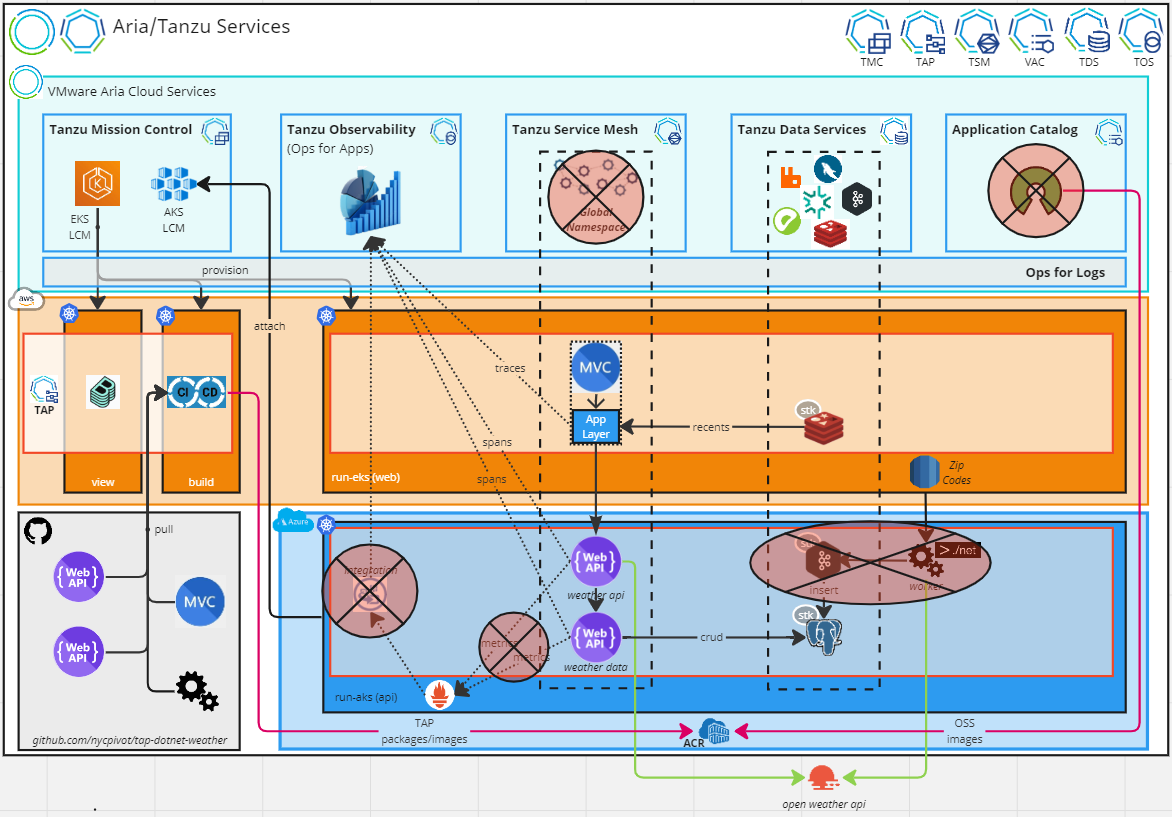 Aria/Tanzu Services
TMC
TAP
TSM
VAC
TDS
TOS
VMware Aria Cloud Services
Tanzu Mission Control
EKS
LCM
AKS
LCM
Tanzu Observability
(Ops for Apps)
Tanzu Service Mesh
Global
Namespace
Tanzu Data Services
Application Catalog
Ops for Logs
provision
attach
aws
TAP
CI
CD
view
build
MVC
App
Layer
traces
spans
spans
recents
stk
Zip
Codes
run-eks (web)
pull
{Web
API}
MVC
{Web
API}
github.com/nycpivot/tap-dotnet-weather
Azure
integration
{Web
API}
weather api
metrics
metrics
{Web
API}
weather data
crud
stk
insert
>./net
worker
stk
run-aks (api)
TAP
packages/images
ACR
OSS
images
open weather api